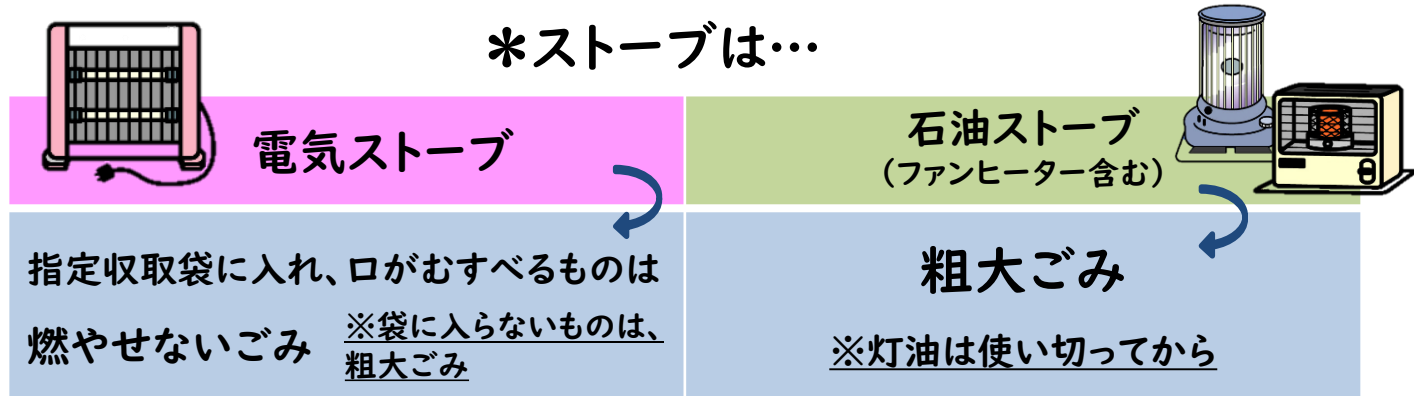 ＊ストーブは…
電気ストーブ
石油ストーブ
（ファンヒーター含む）
指定収取袋に入れ、口がむすべるものは
燃やせないごみ
※袋に入らないものは、
粗大ごみ
粗大ごみ
※灯油は使い切ってから